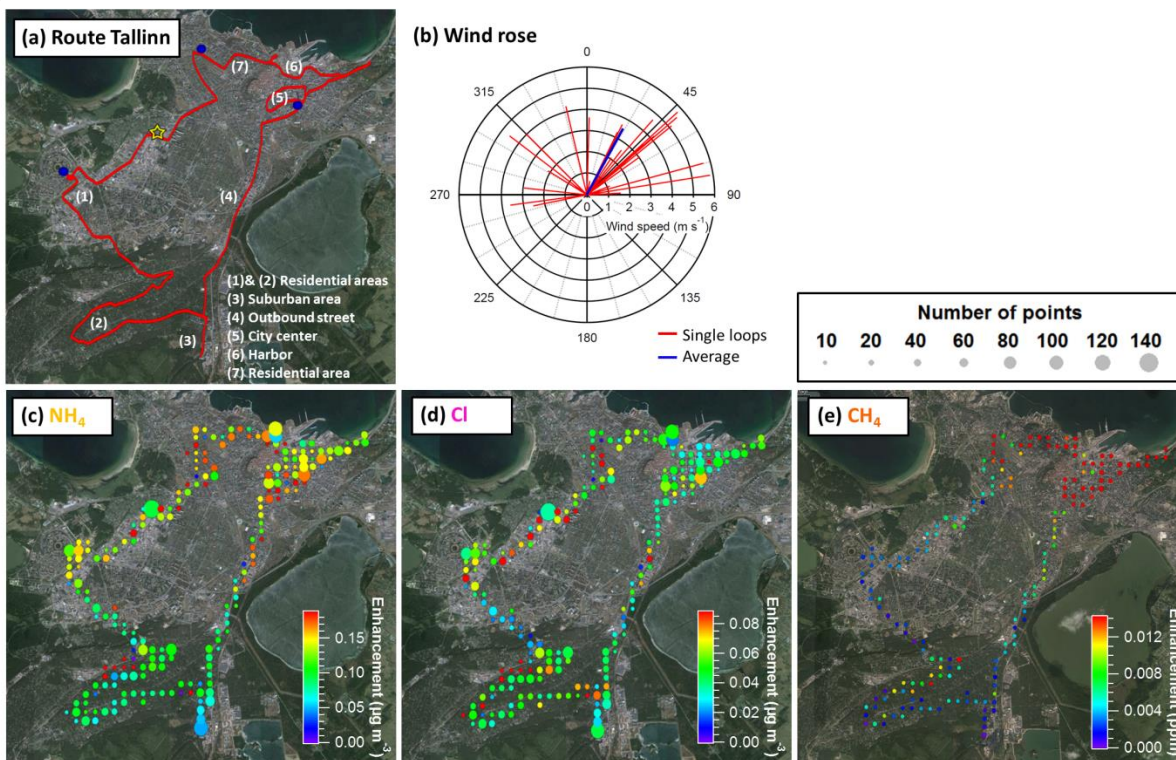 (a) Route Tallinn
(7)
(6)
(5)
(1)
(4)
(2)
(3)
(1)& (2) Residential areas
(3) Suburban area
(4) Outbound street
(5) City center
(6) Harbor
(7) Residential area
(b) Wind rose
0
315
45
270
0 1 2 3 4 5 6
90
Wind speed (m s⁻¹)
225
135
180
Single loops
Average
Number of points
10 20 40 60 80 100 120 140
(c) NH₄
0.15
0.10
0.05
0.00
Enhancement (µg m⁻³)
(d) Cl
0.08
0.06
0.04
0.02
0.00
Enhancement (µg m⁻³)
(e) CH₄
0.012
0.008
0.004
0.000
Enhancement (ppm)